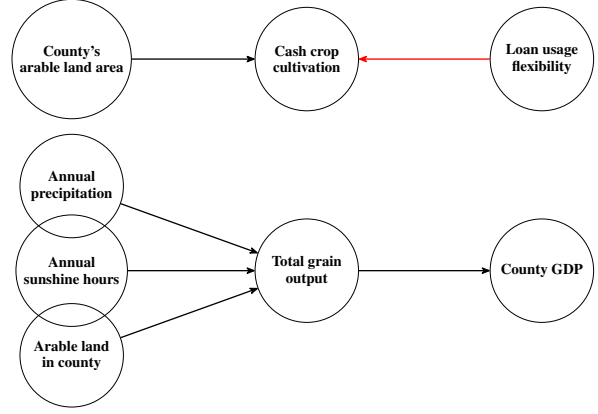 County's
arable land area
Cash crop
cultivation
Loan usage
flexibility
Annual
precipitation
Annual
sunshine hours
Total grain
output
County GDP
Arable land
in county